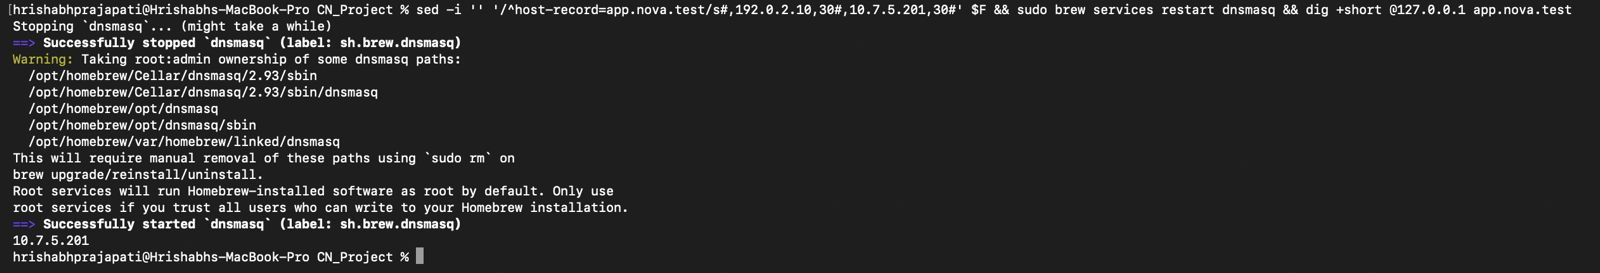 [hrishabhprajapati@Hrishabhs-MacBook-Pro CN_Project % sed -i '' '/^host-record=app.nova.test/s#,192.0.2.10,30#,10.7.5.201,30#' $F && sudo brew services restart dnsmasq && dig +short @127.0.0.1 app.nova.test
Stopping `dnsmasq`... (might take a while)
==> Successfully stopped `dnsmasq` (label: sh.brew.dnsmasq)
Warning: Taking root:admin ownership of some dnsmasq paths:
  /opt/homebrew/Cellar/dnsmasq/2.93/sbin
  /opt/homebrew/Cellar/dnsmasq/2.93/sbin/dnsmasq
  /opt/homebrew/opt/dnsmasq
  /opt/homebrew/opt/dnsmasq/sbin
  /opt/homebrew/var/homebrew/linked/dnsmasq
This will require manual removal of these paths using `sudo rm` on
brew upgrade/reinstall/uninstall.
Root services will run Homebrew-installed software as root by default. Only use
root services if you trust all users who can write to your Homebrew installation.
==> Successfully started `dnsmasq` (label: sh.brew.dnsmasq)
10.7.5.201
hrishabhprajapati@Hrishabhs-MacBook-Pro CN_Project %